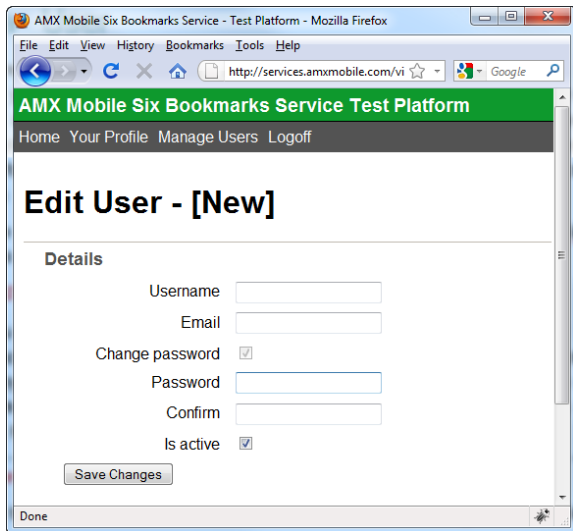 AMX Mobile Six Bookmarks Service - Test Platform - Mozilla Firefox
File Edit View History Bookmarks Tools Help
http://services.amxmobile.com/vi Google
AMX Mobile Six Bookmarks Service Test Platform
Home Your Profile Manage Users Logoff
Edit User - [New]
Details
Username
Email
Change password
Password
Confirm
Is active
Save Changes
Done